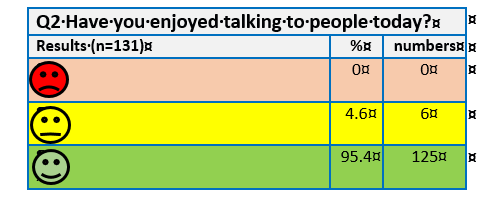 Q2·Have·you·enjoyed·talking·to·people·today?¤ ¤
Results·(n=131)¤ %¤ numbers¤ ¤
0¤ 0¤ ¤
4.6¤ 6¤ ¤
95.4¤ 125¤ ¤